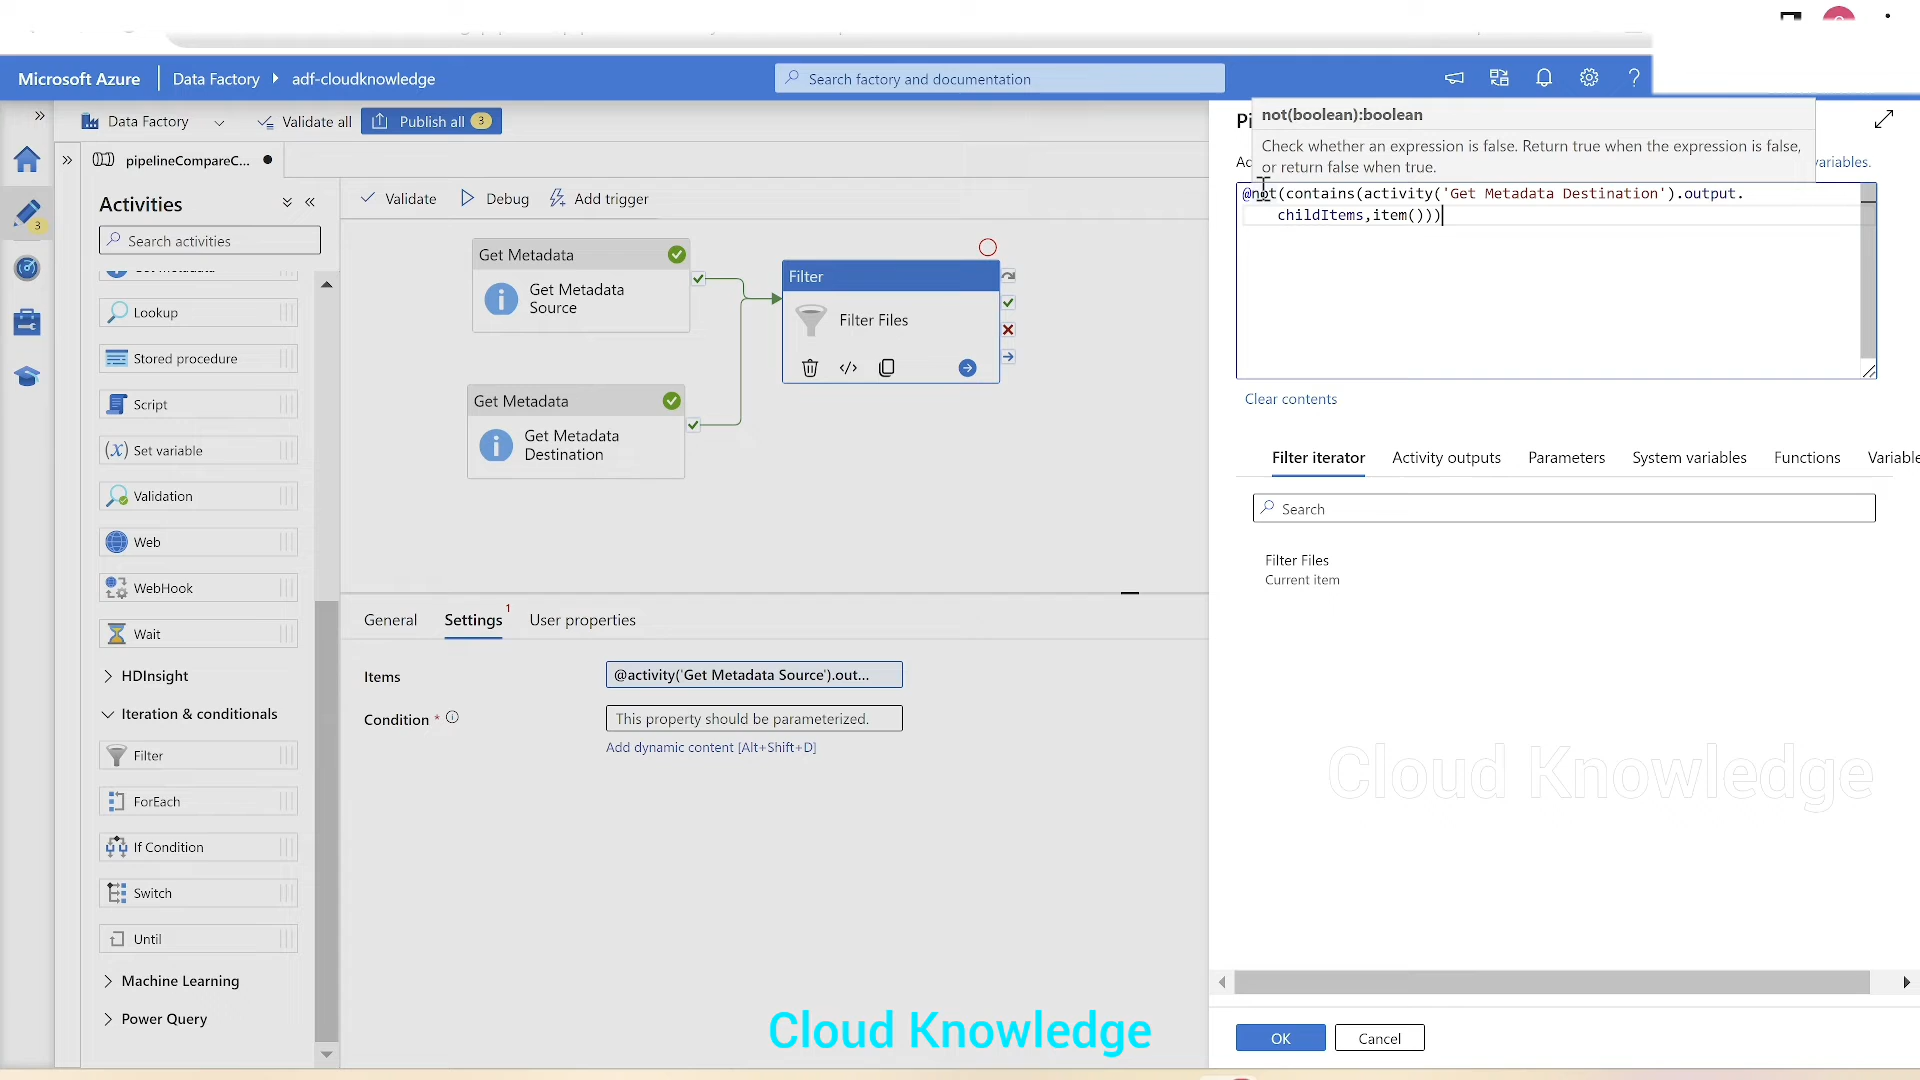 Microsoft Azure
Data Factory
adf-cloudknowledge
Search factory and documentation
Data Factory
Validate all
Publish all
3
pipelineCompareC...
3
Activities
Search activities
Lookup
Stored procedure
Script
(x) Set variable
Validation
Web
WebHook
Wait
HDInsight
Iteration & conditionals
Filter
ForEach
If Condition
Switch
Until
Machine Learning
Power Query
Validate
Debug
Add trigger
Get Metadata
Get Metadata
Source
Get Metadata
Get Metadata
Destination
Filter
Filter Files
General
Settings
1
User properties
Items
@activity('Get Metadata Source').out...
Condition *
This property should be parameterized.
Add dynamic content [Alt+Shift+D]
not(boolean):boolean
Check whether an expression is false. Return true when the expression is false,
or return false when true.
variables.
@not(contains(activity('Get Metadata Destination').output.
childItems,item()))
Clear contents
Filter iterator
Activity outputs
Parameters
System variables
Functions
Variable
Search
Filter Files
Current item
Cloud Knowledge
OK
Cancel
Cloud Knowledge